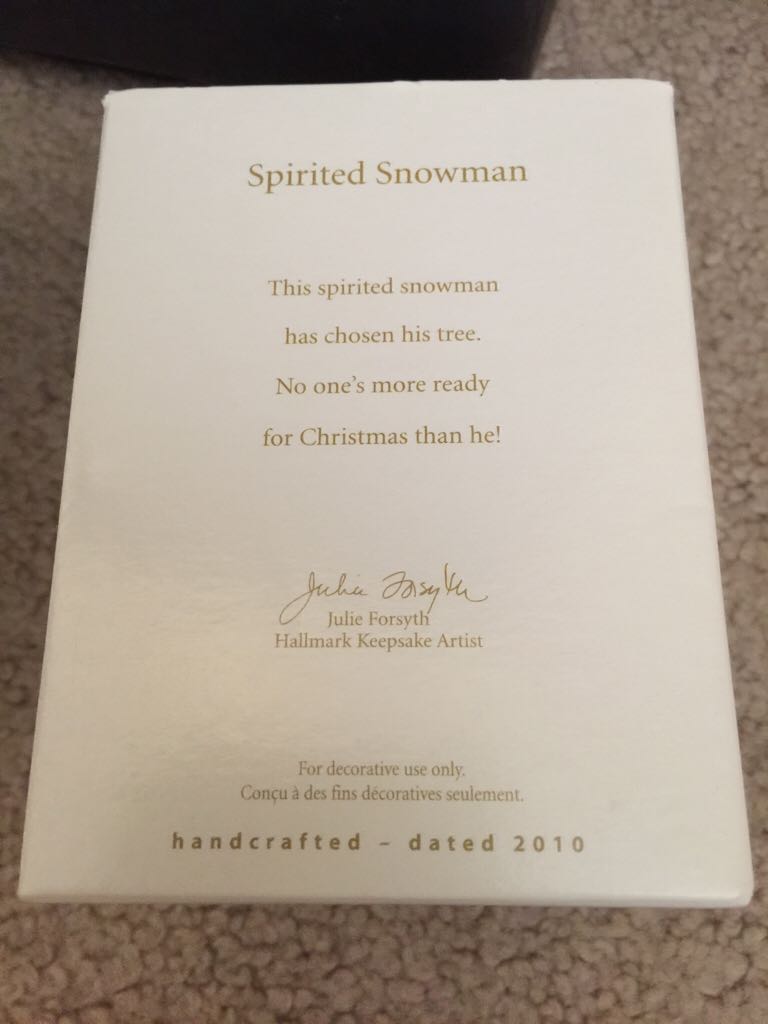 Spirited Snowman
This spirited snowman
has chosen his tree.
No one's more ready
for Christmas than he!
Julie Forsyth
Julie Forsyth
Hallmark Keepsake Artist
For decorative use only.
Conçu à des fins décoratives seulement.
handcrafted – dated 2010